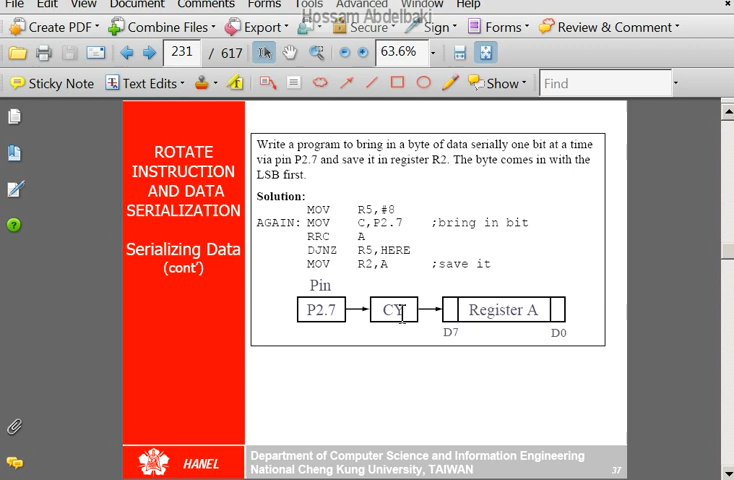 File Edit View Document Comments Forms Tools Advanced Window Help
Hossam Abdelbaki
Create PDF Combine Files Export Secure Sign Forms Review & Comment
231 / 617 63.6%
Sticky Note Text Edits Show Find
ROTATE
INSTRUCTION
AND DATA
SERIALIZATION
Serializing Data
(cont’)
Write a program to bring in a byte of data serially one bit at a time
via pin P2.7 and save it in register R2. The byte comes in with the
LSB first.
Solution:
MOV R5,#8
AGAIN: MOV C,P2.7 ;bring in bit
RRC A
DJNZ R5,HERE
MOV R2,A ;save it
Pin
P2.7 CY Register A
D7 D0
HANEL
Department of Computer Science and Information Engineering
National Cheng Kung University, TAIWAN
37